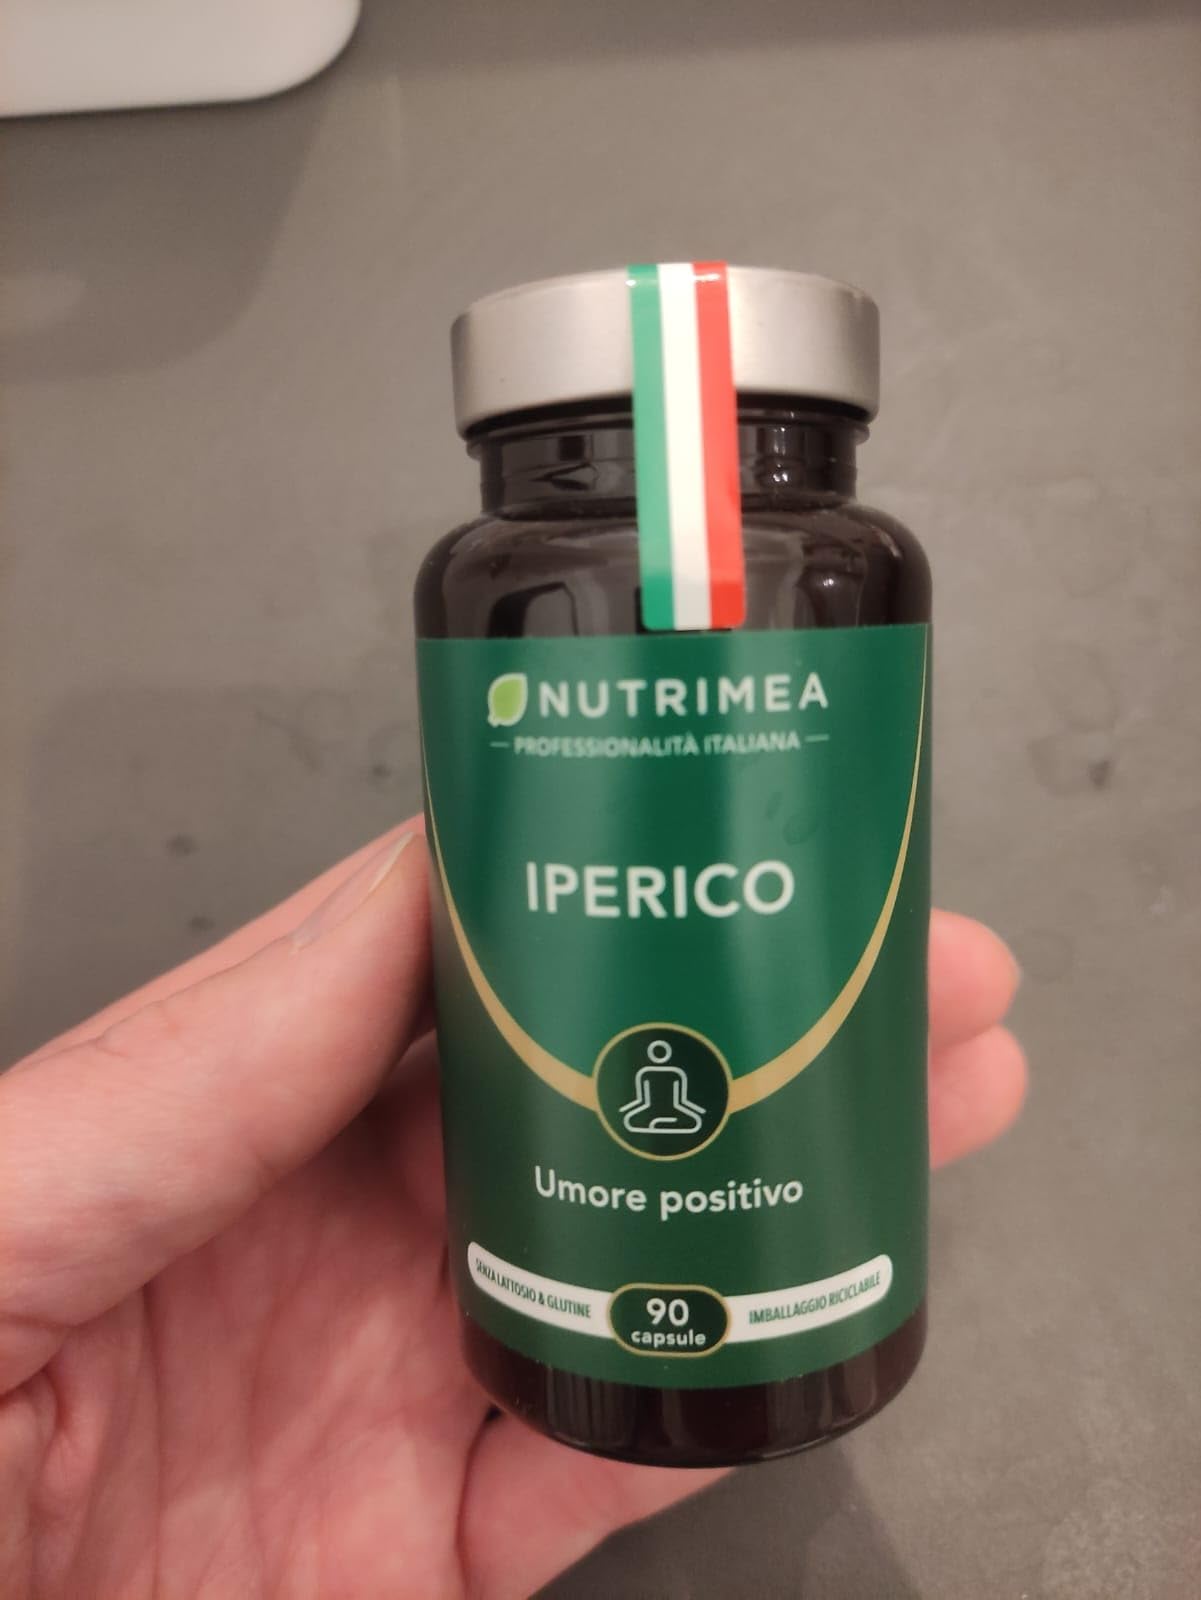 NUTRIMEA
PROFESSIONALITÀ ITALIANA
IPERICO
Umore positivo
SENZA LATTOSIO & GLUTINE
90
capsule
IMBALLAGGIO RICICLABILE